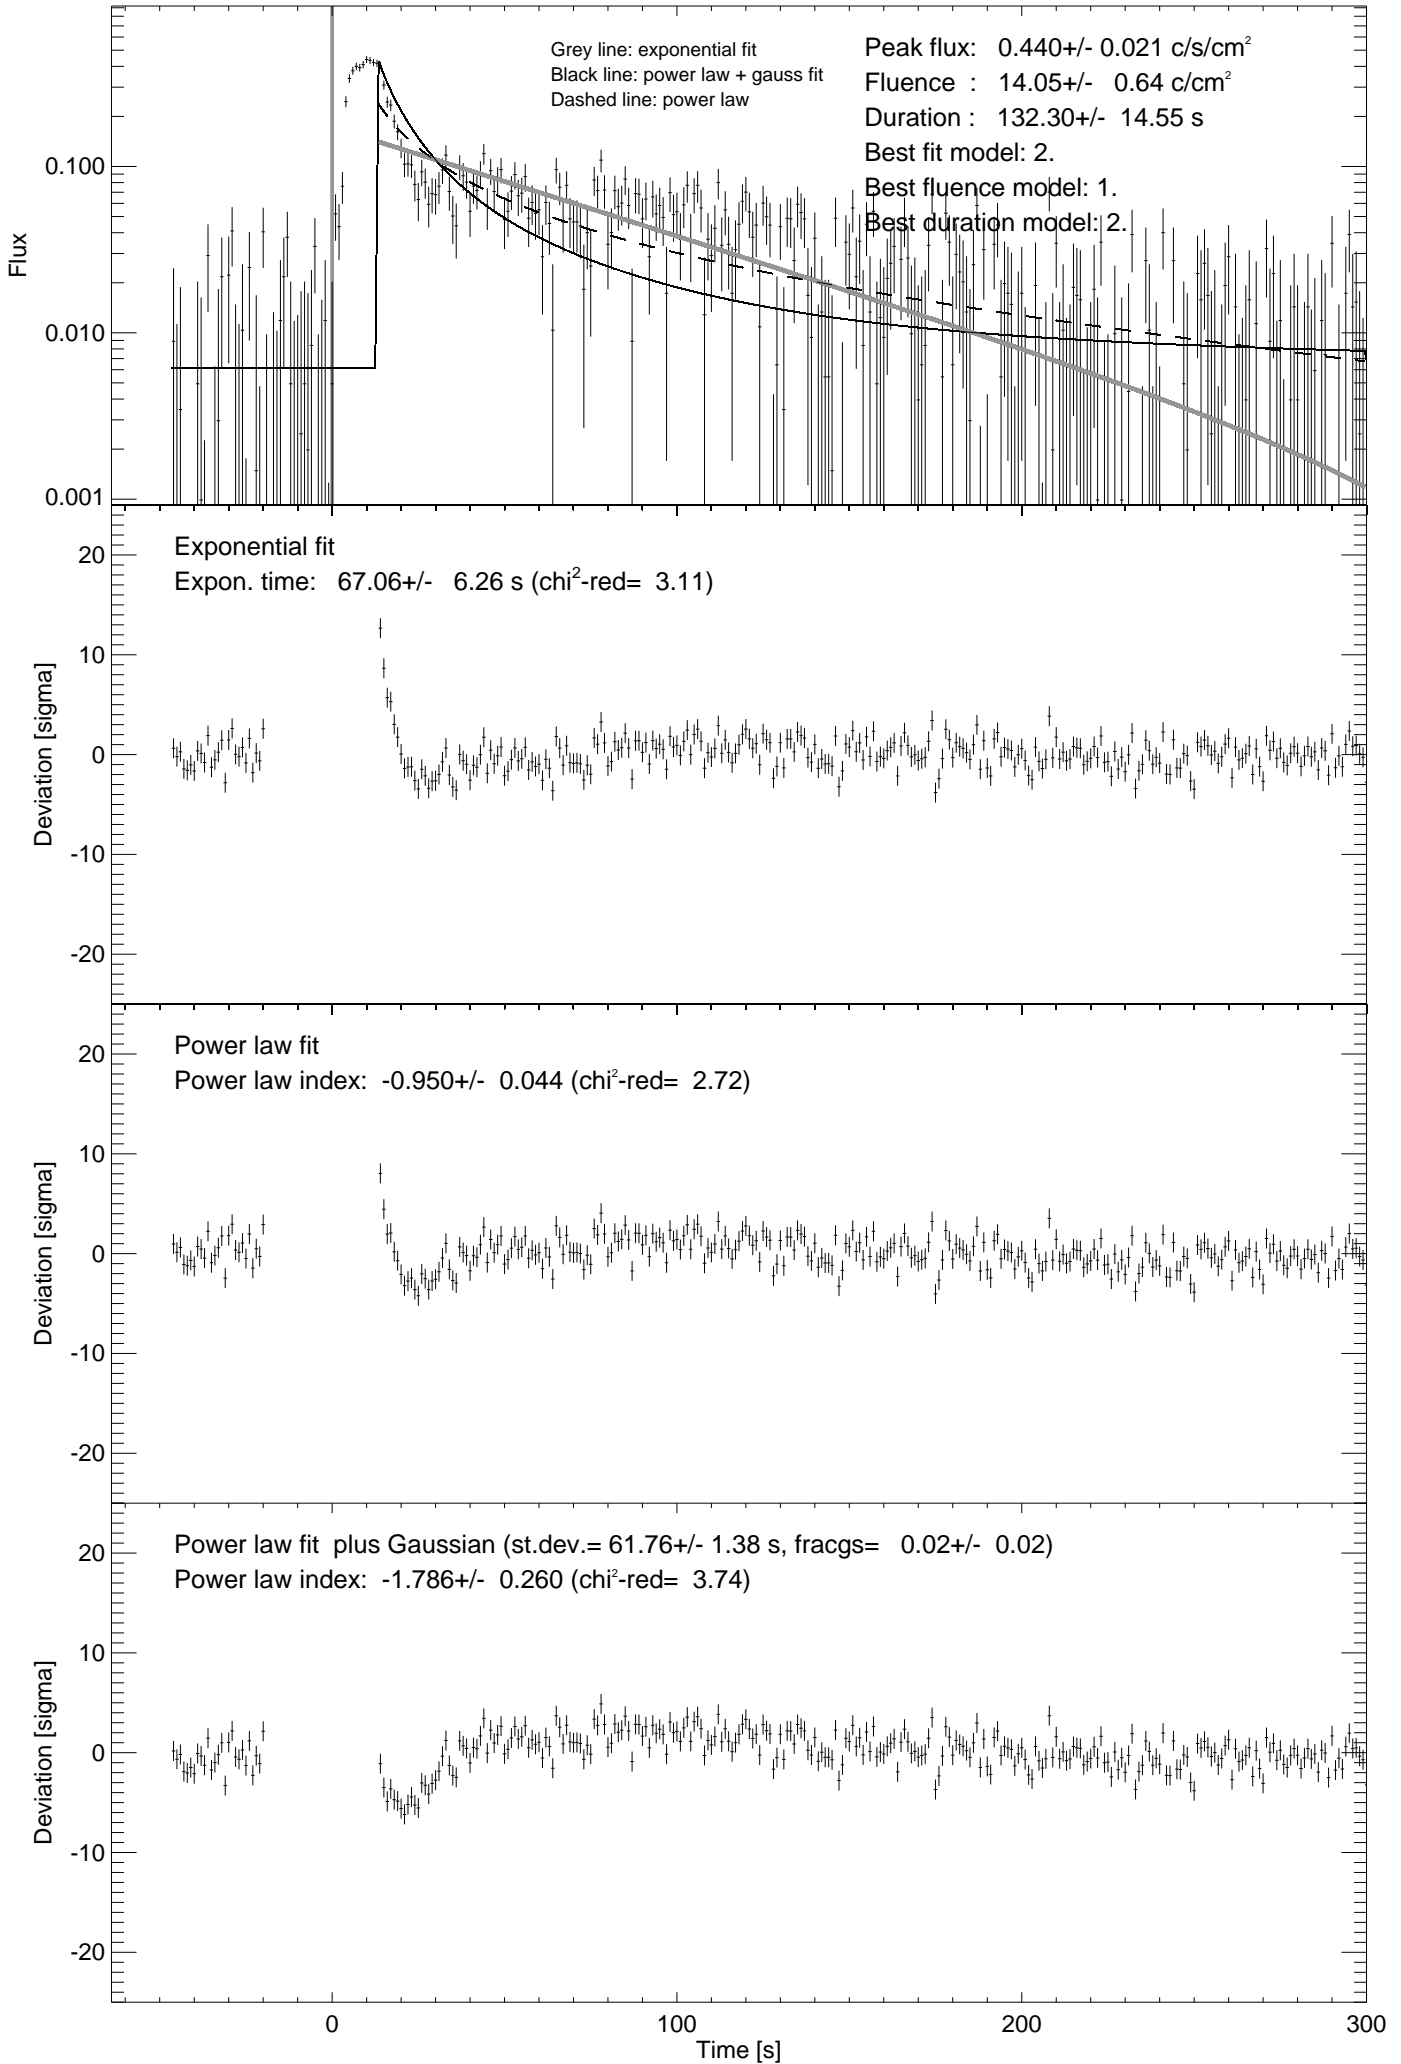 Grey line: exponential fit
Black line: power law + gauss fit
Dashed line: power law
Peak flux: 0.440+/- 0.021 c/s/cm²
Fluence : 14.05+/- 0.64 c/cm²
Duration : 132.30+/- 14.55 s
Best fit model: 2.
Best fluence model: 1.
Best duration model: 2.
Flux
0.100
0.010
0.001
Exponential fit
Expon. time: 67.06+/- 6.26 s (chi²-red= 3.11)
Deviation [sigma]
20
10
0
-10
-20
Power law fit
Power law index: -0.950+/- 0.044 (chi²-red= 2.72)
Deviation [sigma]
20
10
0
-10
-20
Power law fit plus Gaussian (st.dev.= 61.76+/- 1.38 s, fracgs= 0.02+/- 0.02)
Power law index: -1.786+/- 0.260 (chi²-red= 3.74)
Deviation [sigma]
20
10
0
-10
-20
0 100 200 300
Time [s]